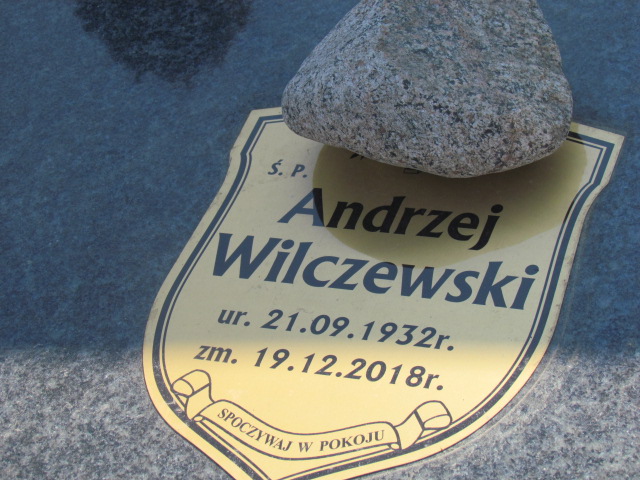 Ś. P.
Andrzej
Wilczewski
ur. 21.09.1932r.
zm. 19.12.2018r.
SPOCZYWAJ W POKOJU